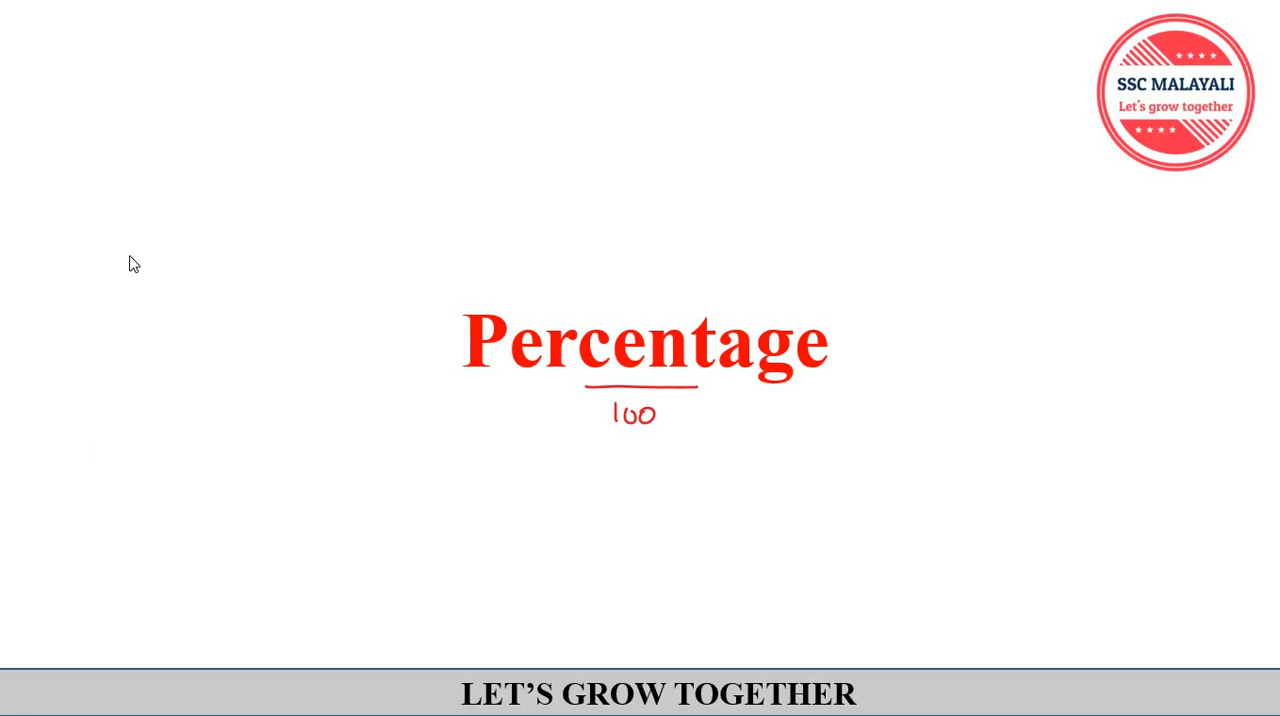 SSC MALAYALI
Let's grow together
Percentage
100
LET'S GROW TOGETHER